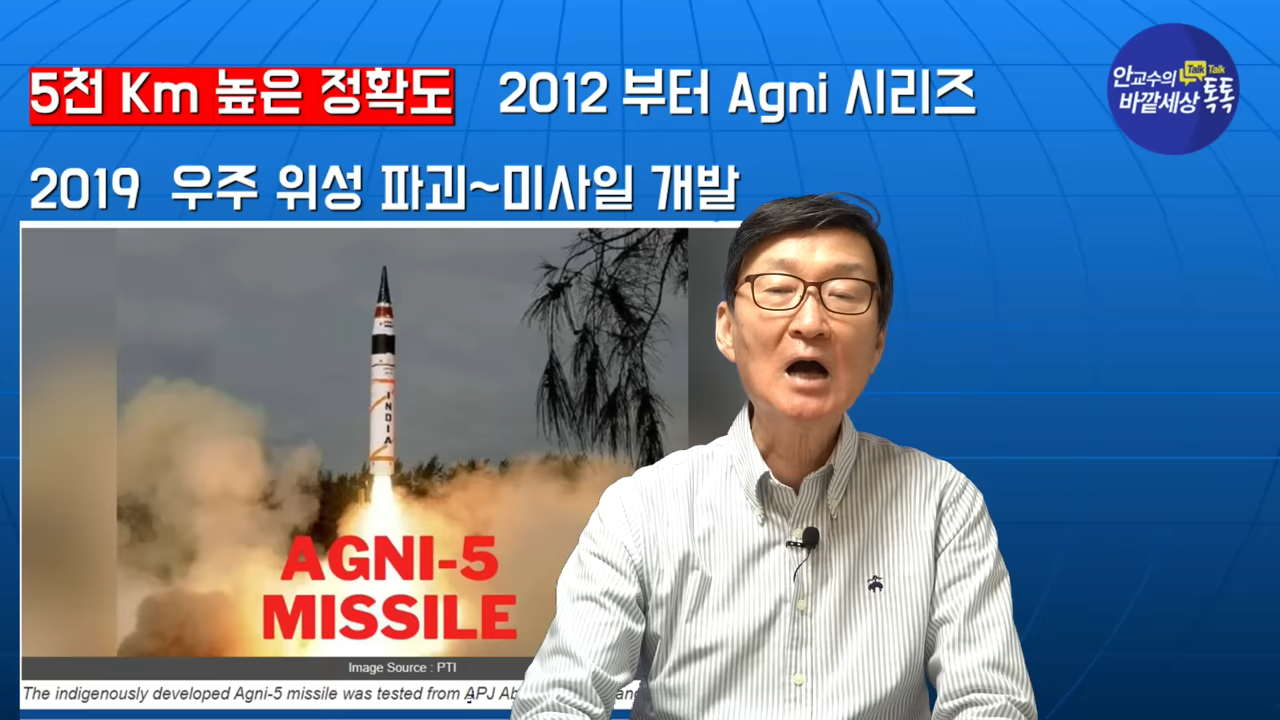 5천 Km 높은 정확도 2012 부터 Agni 시리즈
안교수의 Talk Talk
바깥세상 톡톡
2019 우주 위성 파괴~미사일 개발
INDIA
AGNI-5
MISSILE
Image Source : PTI
The indigenously developed Agni-5 missile was tested from APJ